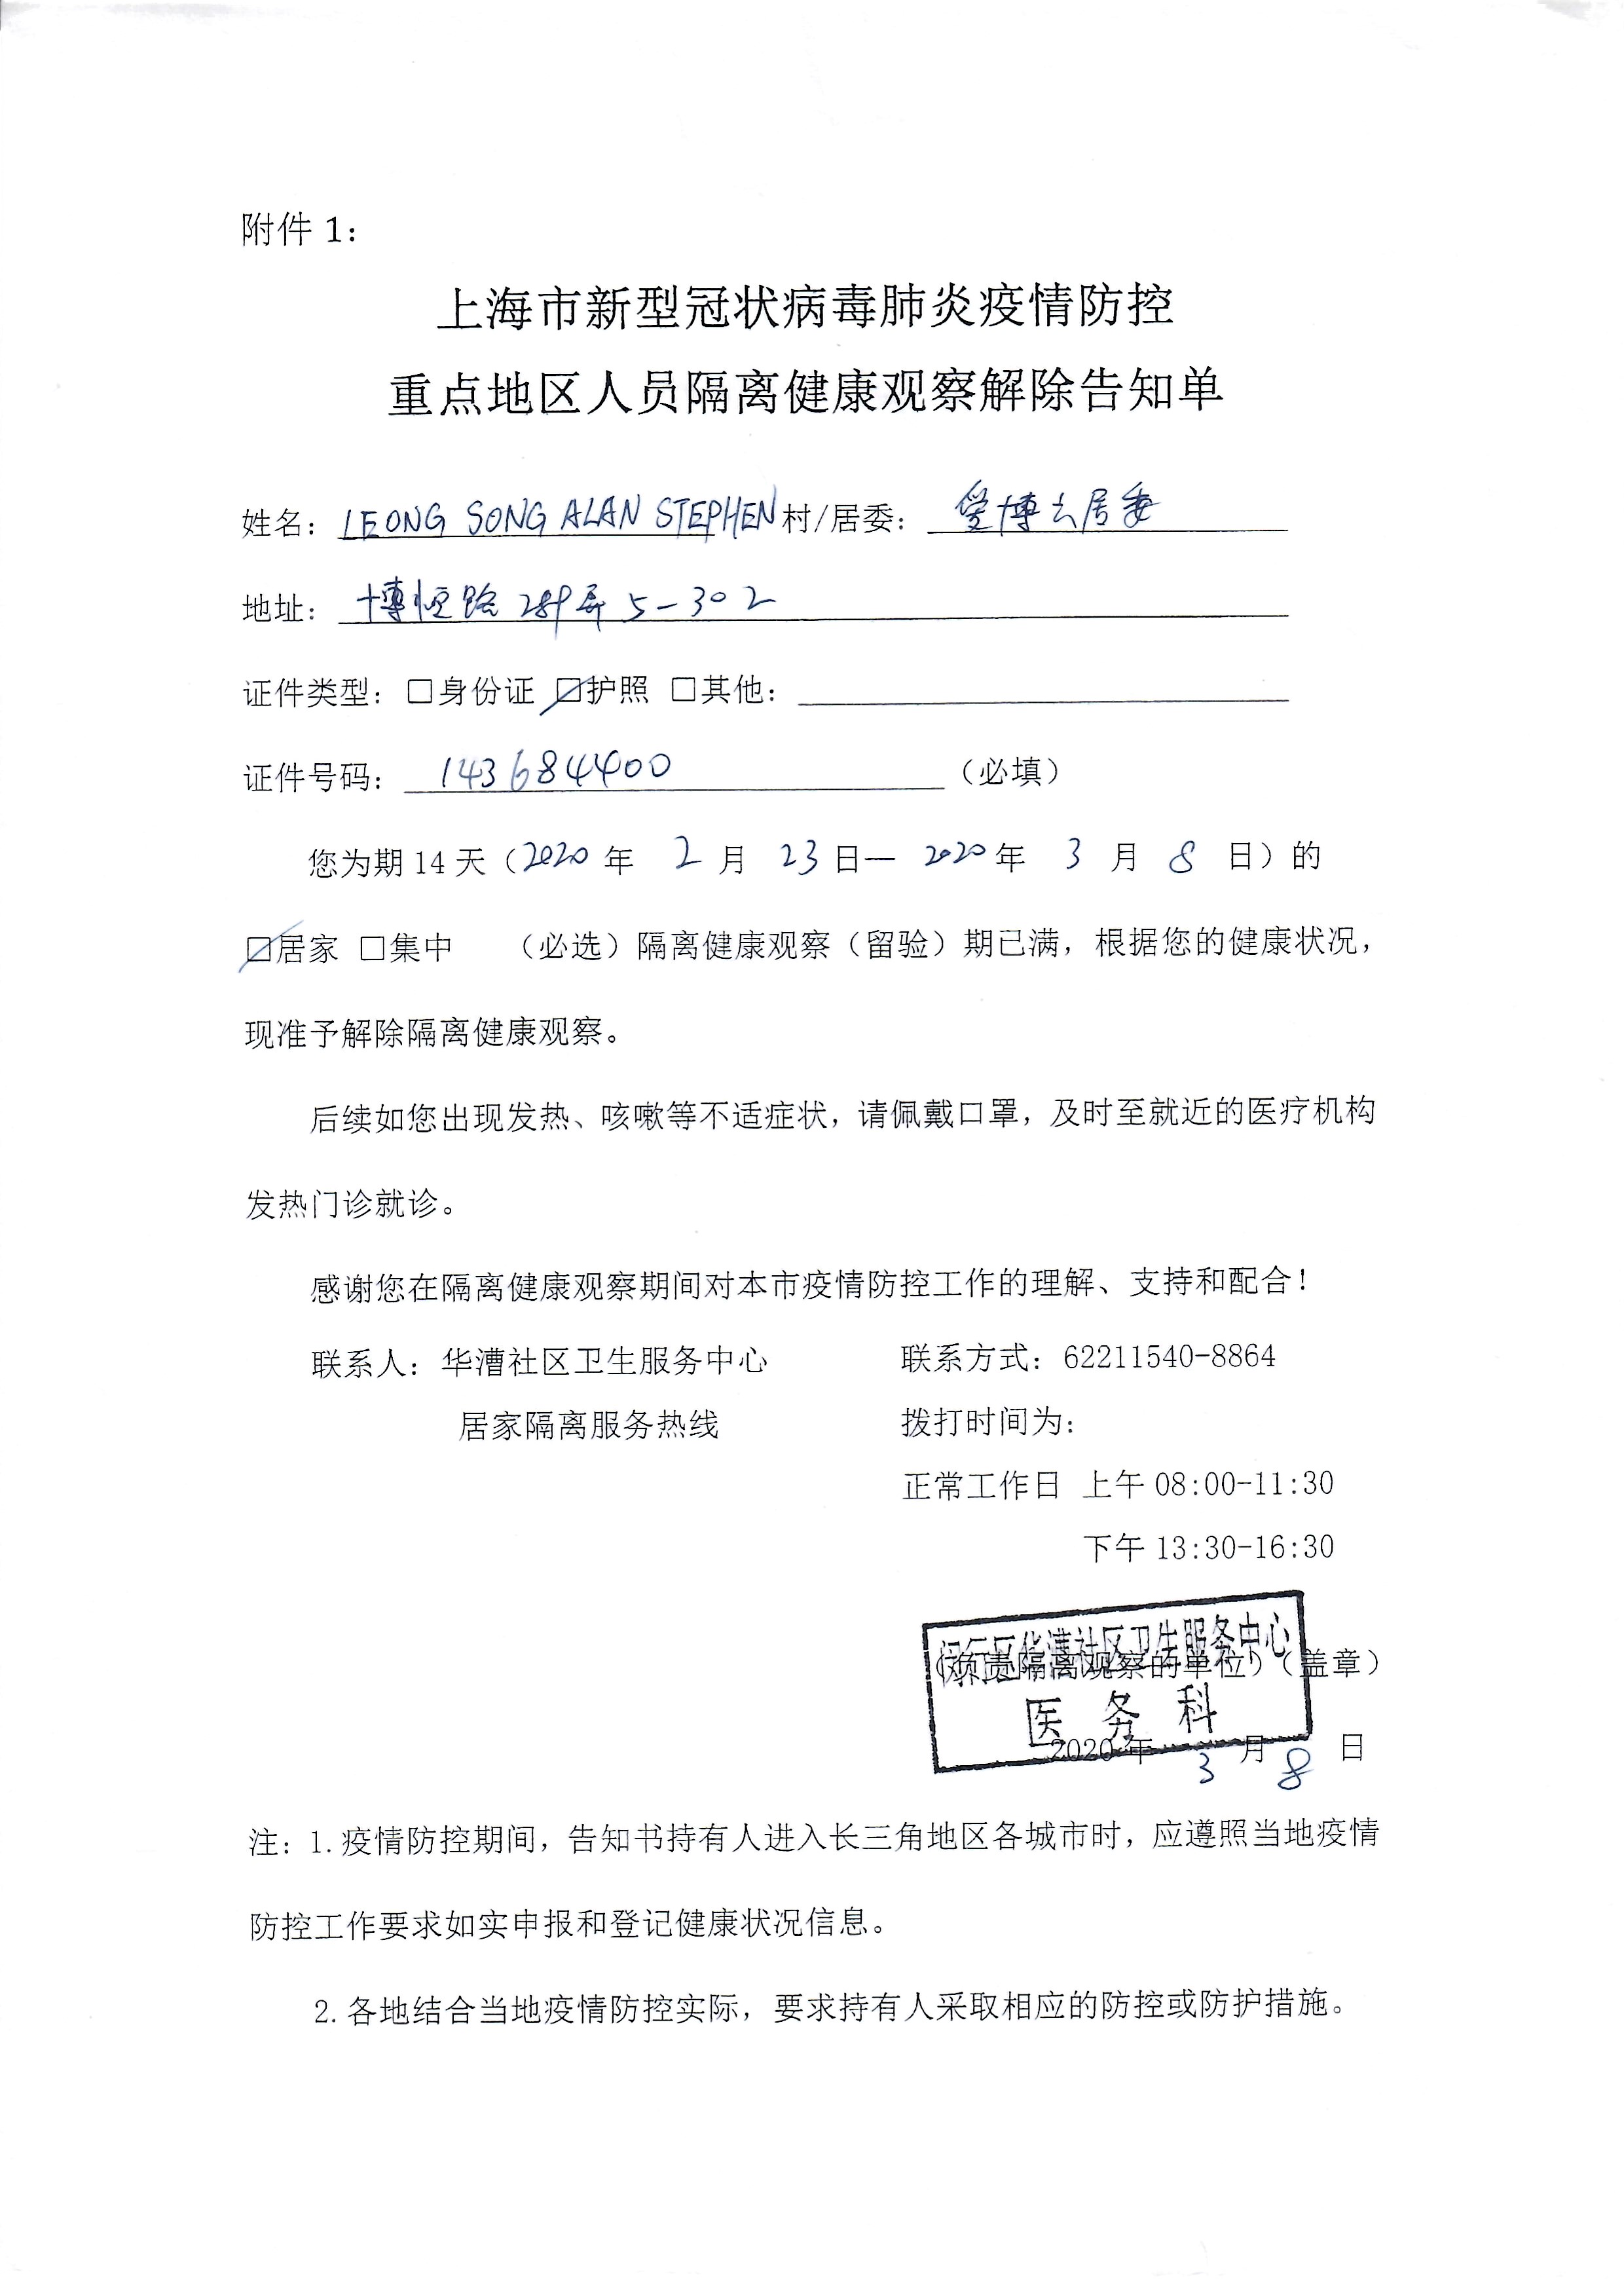 附件 1：
上海市新型冠状病毒肺炎疫情防控
重点地区人员隔离健康观察解除告知单
姓名：LEONG SONG ALAN STEPHEN 村/居委：爱博六居委
地址：博恒路 289弄 5-302
证件类型：☐身份证 ☑护照 ☐其他：
证件号码：143684400（必填）
您为期 14 天（2020 年 2 月 23 日— 2020 年 3 月 8 日）的
☑居家 ☐集中 （必选）隔离健康观察（留验）期已满，根据您的健康状况，
现准予解除隔离健康观察。
后续如您出现发热、咳嗽等不适症状，请佩戴口罩，及时至就近的医疗机构
发热门诊就诊。
感谢您在隔离健康观察期间对本市疫情防控工作的理解、支持和配合！
联系人：华漕社区卫生服务中心 联系方式：62211540-8864
居家隔离服务热线 拨打时间为：
正常工作日 上午 08:00-11:30
下午 13:30-16:30
闵行区华漕社区卫生服务中心
（负责隔离观察的单位）（盖章）
医务科
2020 年 3 月 8 日
注：1. 疫情防控期间，告知书持有人进入长三角地区各城市时，应遵照当地疫情
防控工作要求如实申报和登记健康状况信息。
2. 各地结合当地疫情防控实际，要求持有人采取相应的防控或防护措施。